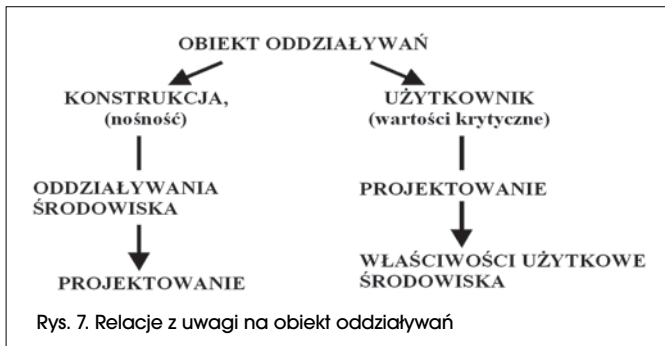 OBIEKT ODDZIAŁYWAŃ
KONSTRUKCJA,
(nośność)
ODDZIAŁYWANIA
ŚRODOWISKA
PROJEKTOWANIE
UŻYTKOWNIK
(wartości krytyczne)
PROJEKTOWANIE
WŁAŚCIWOŚCI UŻYTKOWE
ŚRODOWISKA
Rys. 7. Relacje z uwagi na obiekt oddziaływań